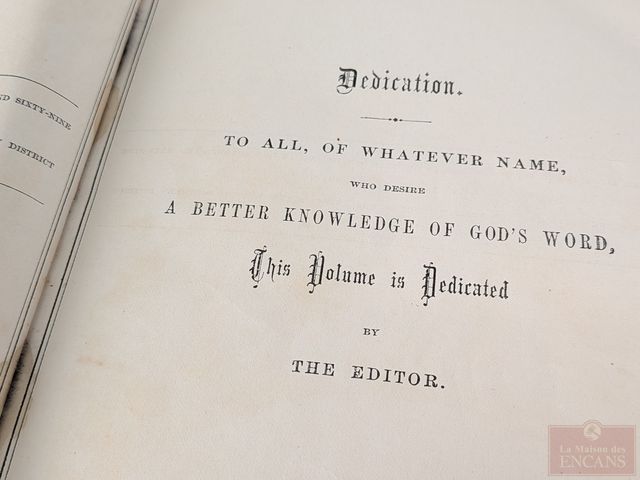 ND SIXTY-NINE
DISTRICT
Dedication.
TO ALL, OF WHATEVER NAME,
WHO DESIRE
A BETTER KNOWLEDGE OF GOD'S WORD,
This Volume is Dedicated
BY
THE EDITOR.
La Maison des
ENCANS